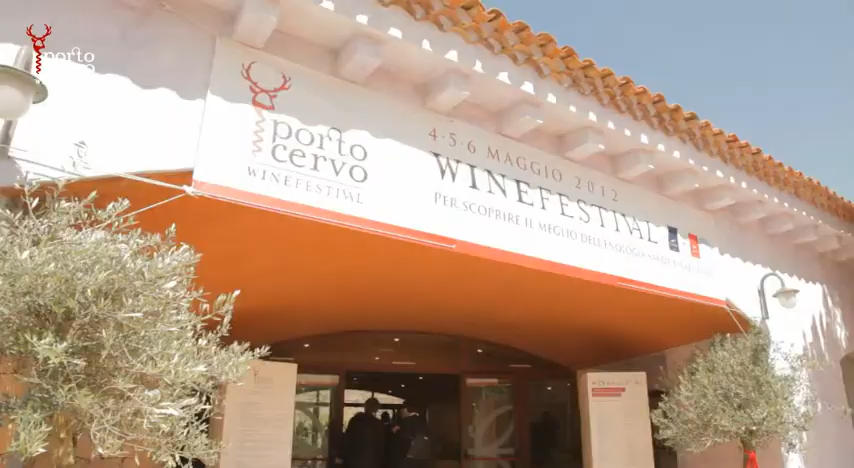 porto
cervo
WINEFESTIVAL
4·5·6 MAGGIO 2012
WINEFESTIVAL
PER SCOPRIRE IL MEGLIO DELL'ENOLOGIA
porto